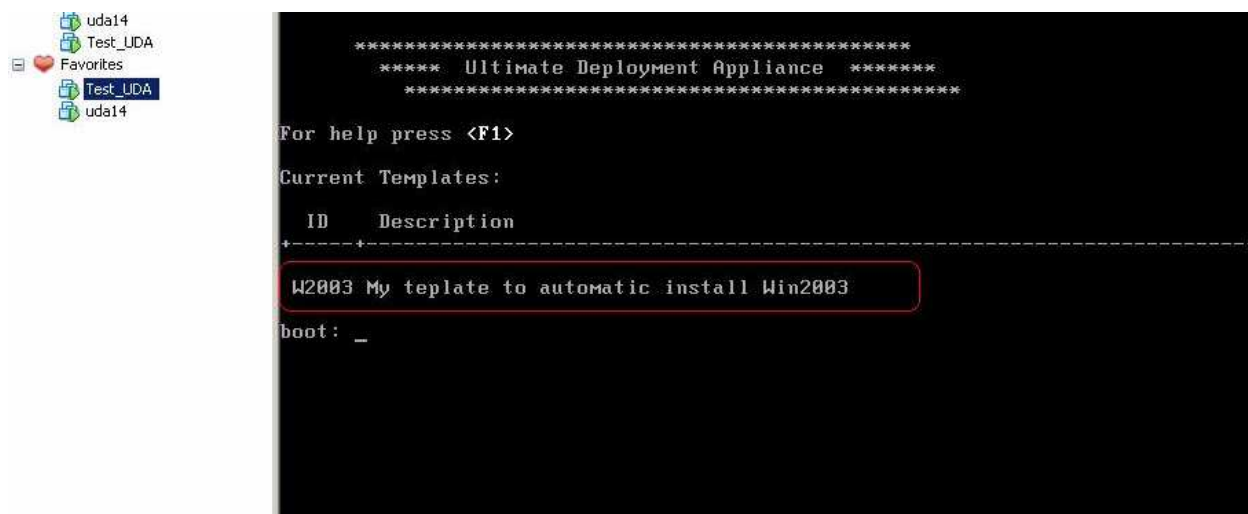 uda14
Test_UDA
Favorites
Test_UDA
uda14
*********************************************
***** Ultimate Deployment Appliance *******
*********************************************
For help press <F1>
Current Templates:
ID Description
+-----+----------------------------------------------------------------------
W2003 My teplate to automatic install Win2003
boot: _